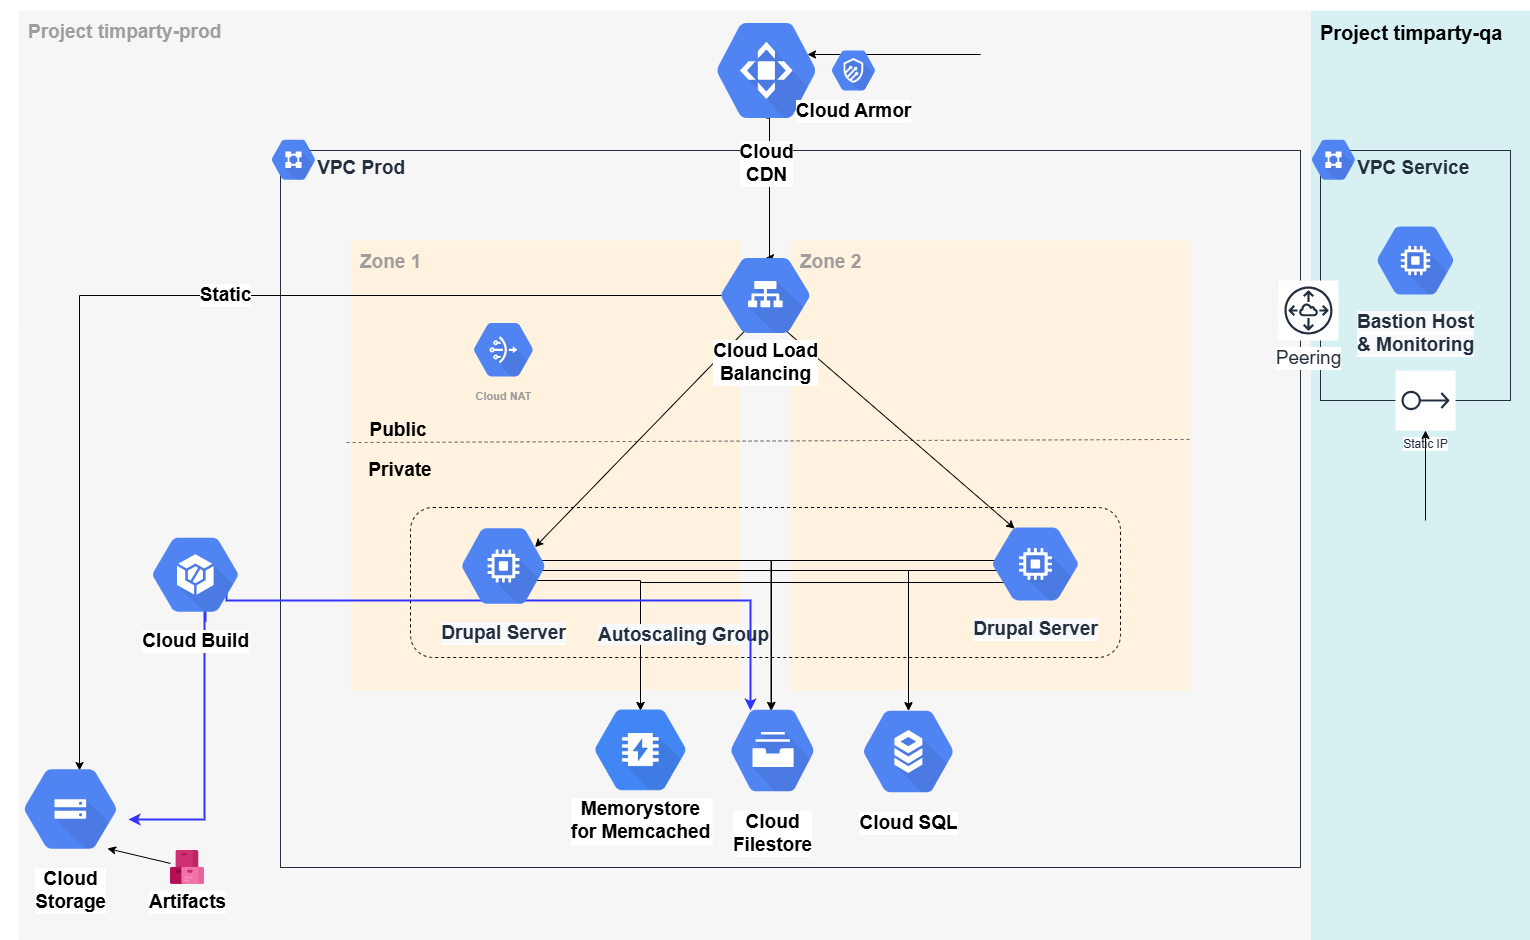 Project timparty-prod
Project timparty-qa
Cloud Armor
Cloud
CDN
VPC Prod
VPC Service
Zone 1
Zone 2
Static
Cloud Load
Balancing
Cloud NAT
Bastion Host
& Monitoring
Peering
Static IP
Public
Private
Drupal Server
Autoscaling Group
Drupal Server
Cloud Build
Memorystore
for Memcached
Cloud
Filestore
Cloud SQL
Cloud
Storage
Artifacts